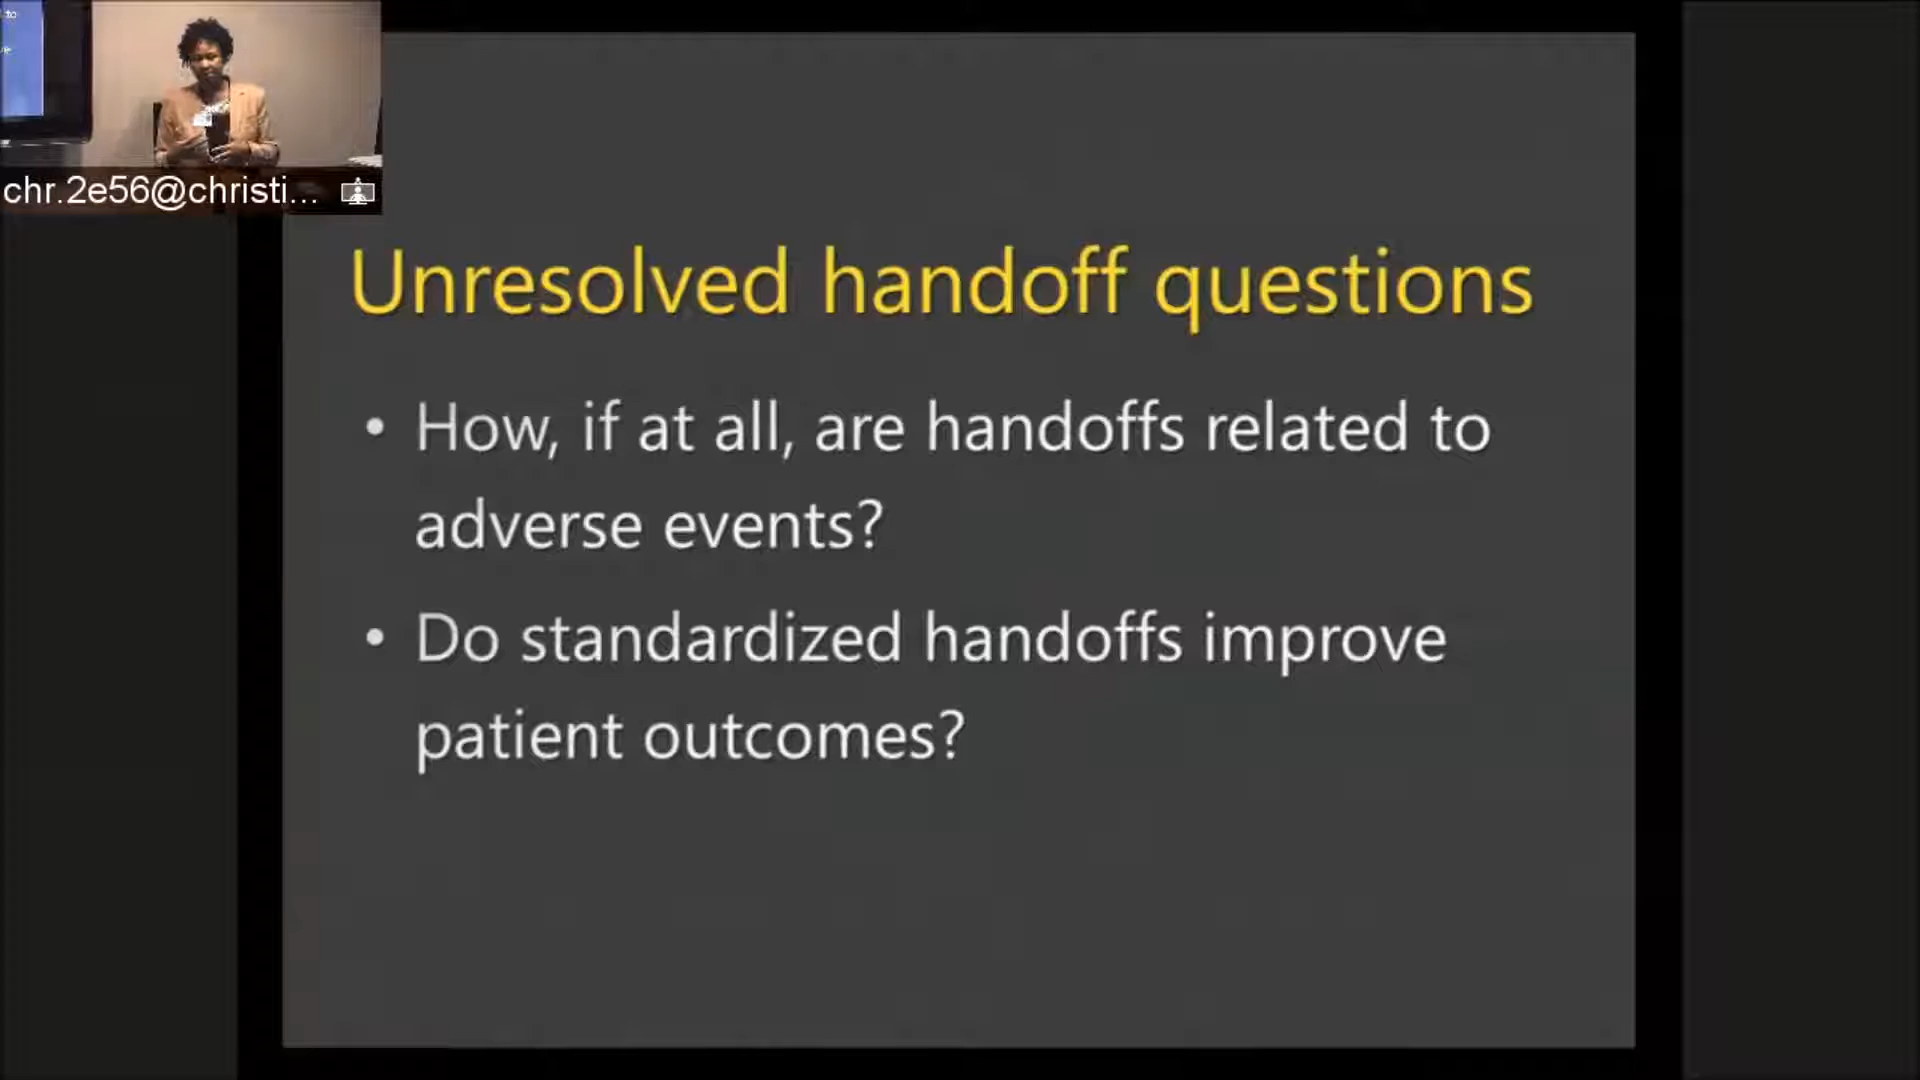 to
chr.2e56@christi...
Unresolved handoff questions
• How, if at all, are handoffs related to
adverse events?
• Do standardized handoffs improve
patient outcomes?